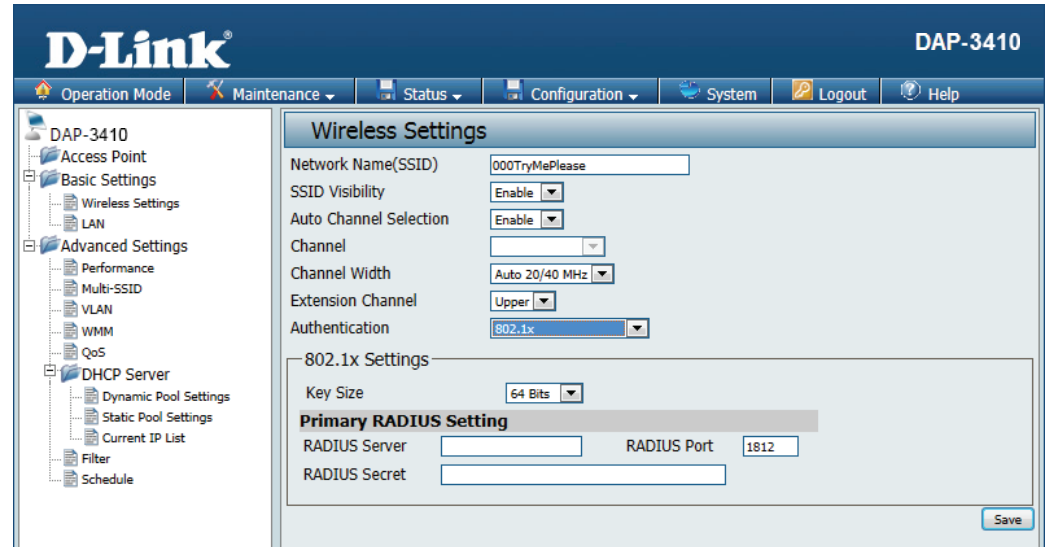 D-Link®
DAP-3410
Operation Mode Maintenance Status Configuration System Logout Help
DAP-3410
Access Point
Basic Settings
Wireless Settings
LAN
Advanced Settings
Performance
Multi-SSID
VLAN
WMM
QoS
DHCP Server
Dynamic Pool Settings
Static Pool Settings
Current IP List
Filter
Schedule
Wireless Settings
Network Name(SSID) 000TryMePlease
SSID Visibility Enable
Auto Channel Selection Enable
Channel
Channel Width Auto 20/40 MHz
Extension Channel Upper
Authentication 802.1x
802.1x Settings
Key Size 64 Bits
Primary RADIUS Setting
RADIUS Server RADIUS Port 1812
RADIUS Secret
Save